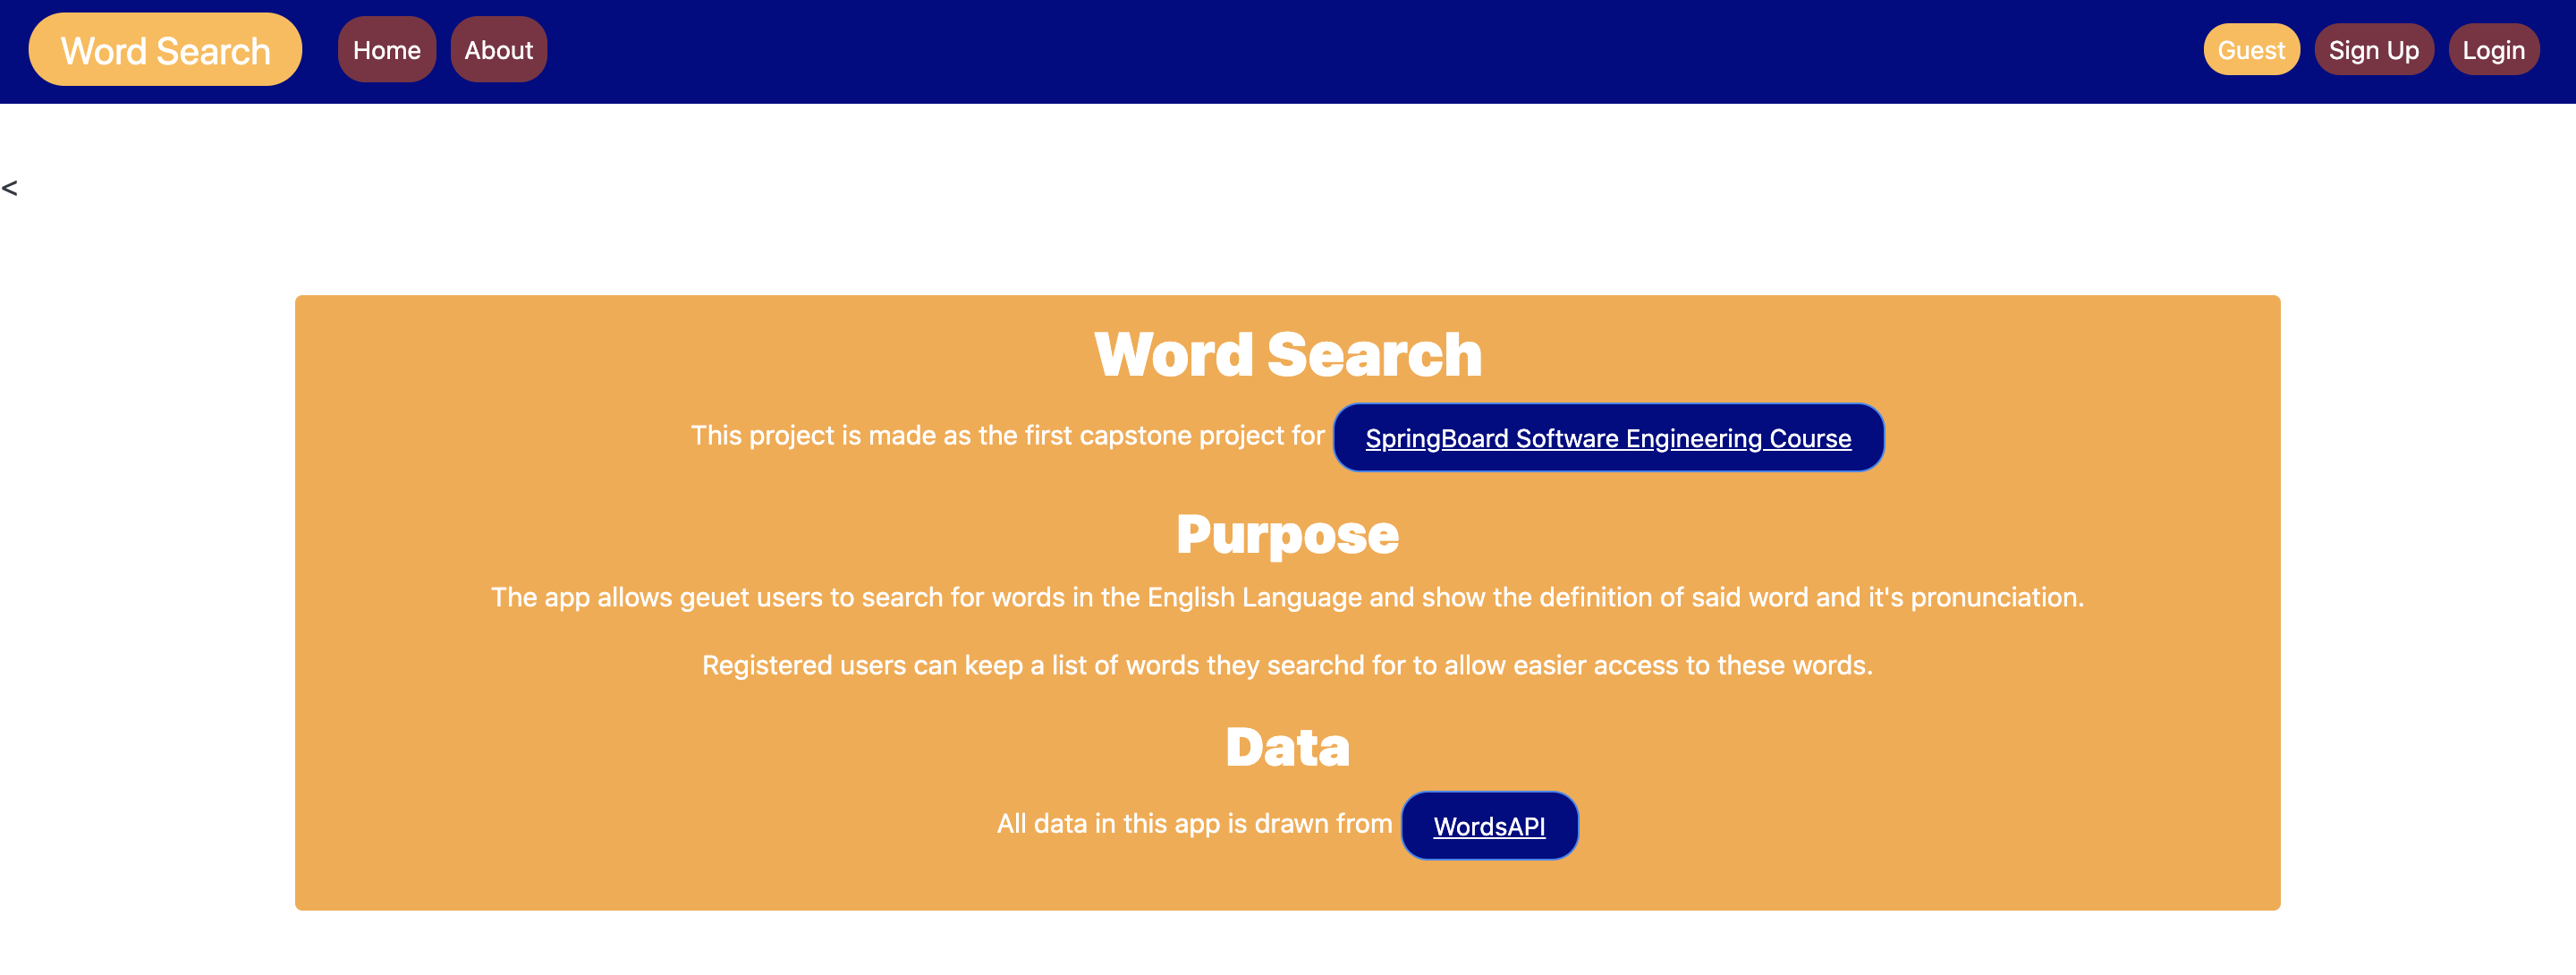 Word Search Home About Guest Sign Up Login
<
Word Search
This project is made as the first capstone project for SpringBoard Software Engineering Course
Purpose
The app allows geuet users to search for words in the English Language and show the definition of said word and it's pronunciation.
Registered users can keep a list of words they searchd for to allow easier access to these words.
Data
All data in this app is drawn from WordsAPI